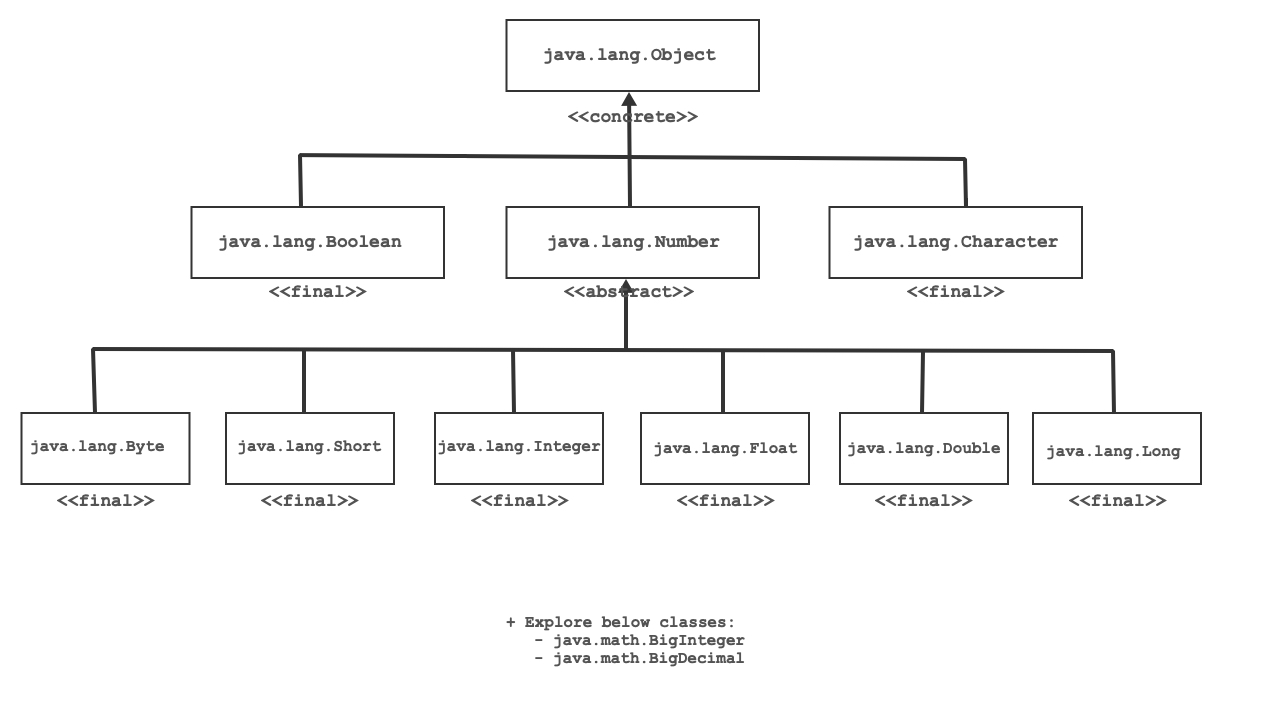 java.lang.Object
<<concrete>>
java.lang.Boolean
java.lang.Number
java.lang.Character
<<final>>
<<abstract>>
<<final>>
java.lang.Byte
java.lang.Short
java.lang.Integer
java.lang.Float
java.lang.Double
java.lang.Long
<<final>>
<<final>>
<<final>>
<<final>>
<<final>>
<<final>>
+ Explore below classes:
- java.math.BigInteger
- java.math.BigDecimal